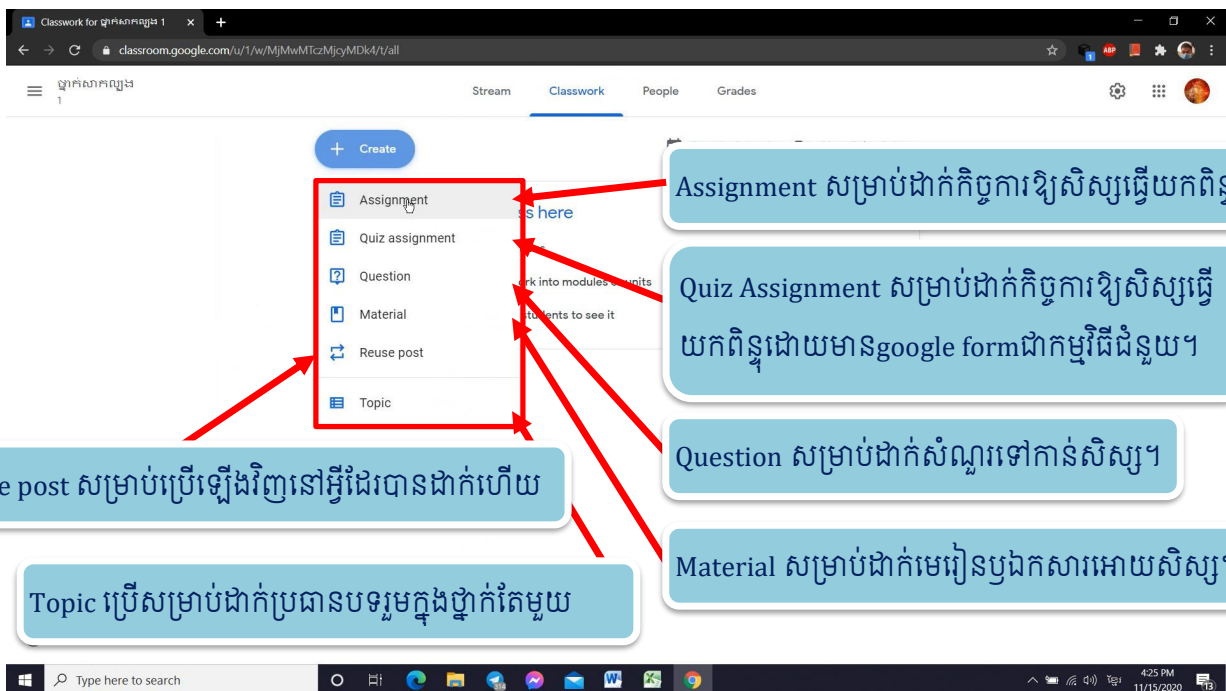 Classwork for ថ្នាក់សាកល្បង 1
classroom.google.com/u/1/w/MjMwMTczMjcyMDk4/t/all
ថ្នាក់សាកល្បង
1
Stream Classwork People Grades
Create
Assignment
Quiz assignment
Question
Material
Reuse post
Topic
ss here
rk into modules or units
students to see it
Assignment សម្រាប់ដាក់កិច្ចការឱ្យសិស្សធ្វើយកពិន្ទុ
Quiz Assignment សម្រាប់ដាក់កិច្ចការឱ្យសិស្សធ្វើ
យកពិន្ទុដោយមានgoogle formជាកម្មវិធីជំនួយ។
Question សម្រាប់ដាក់សំណួរទៅកាន់សិស្ស។
e post សម្រាប់ប្រើឡើងវិញនៅអ្វីដែរបានដាក់ហើយ
Material សម្រាប់ដាក់មេរៀនឫឯកសារអោយសិស្ស។
Topic ប្រើសម្រាប់ដាក់ប្រធានបទរួមក្នុងថ្នាក់តែមួយ
Type here to search
4:25 PM
11/15/2020